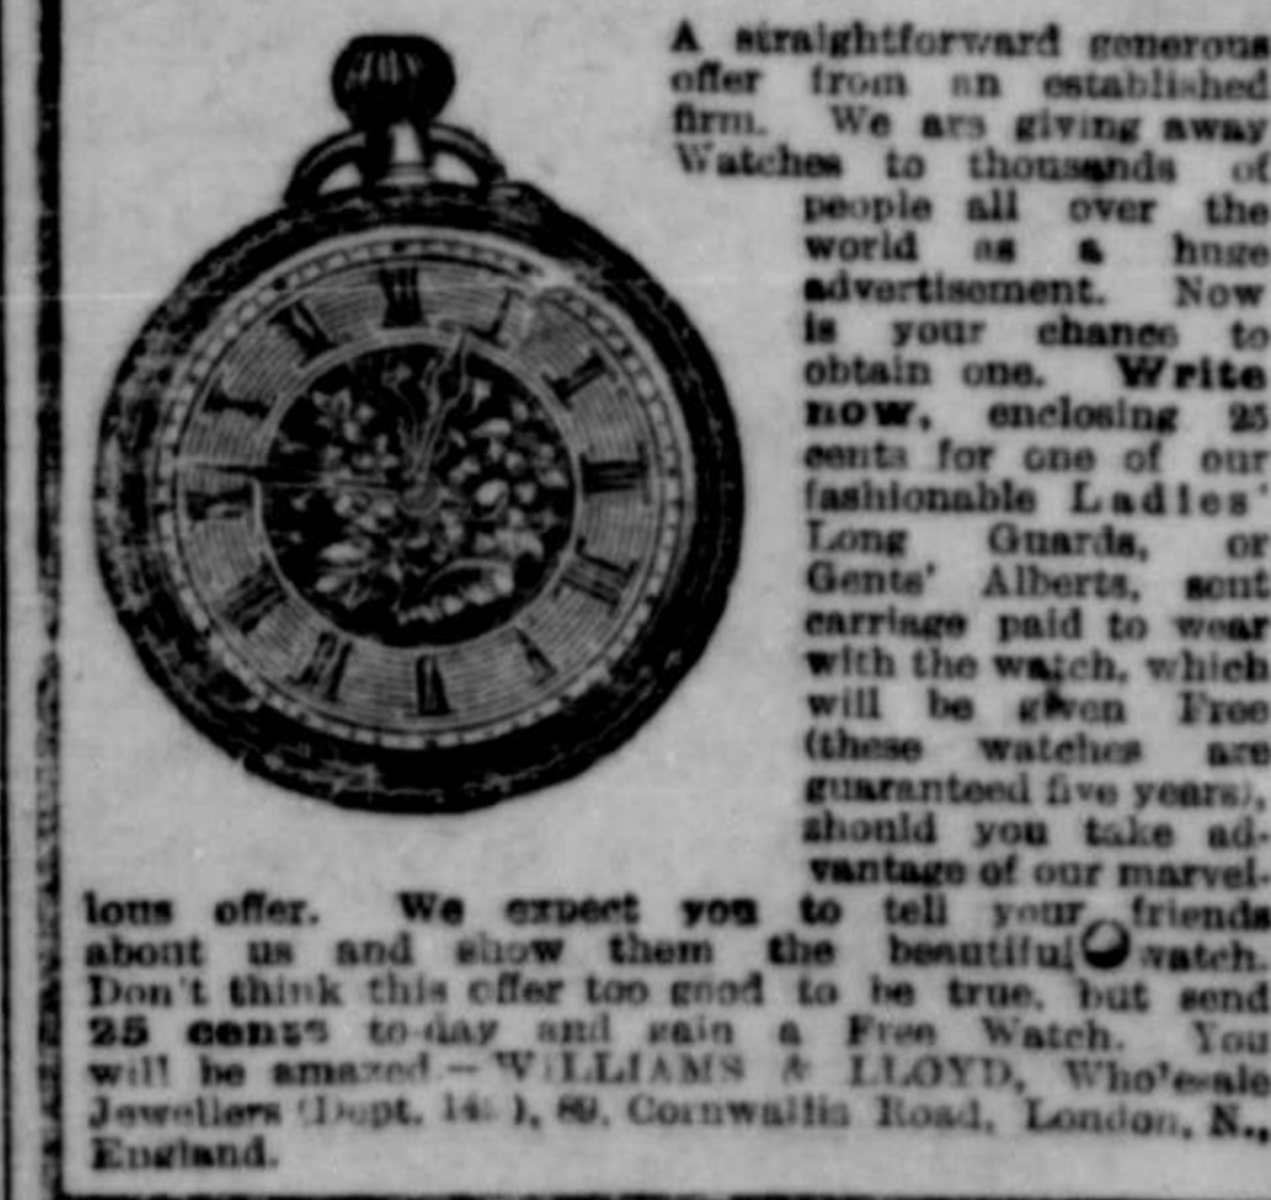 A straightforward generous
offer from an established
firm. We are giving away
Watches to thousands of
people all over the
world as a huge
advertisement. Now
is your chance to
obtain one. Write
now, enclosing 25
cents for one of our
fashionable Ladies'
Long Guards, or
Gents' Alberts, sent
carriage paid to wear
with the watch, which
will be given Free
(these watches are
guaranteed five years),
should you take ad-
vantage of our marvel-
lous offer. We expect you to tell your friends
about us and show them the beautiful watch.
Don't think this offer too good to be true, but send
25 cents to-day and gain a Free Watch. You
will be amazed.—WILLIAMS & LLOYD, Wholesale
Jewellers (Dept. ), 89, Cornwallis Road, London, N.,
England.